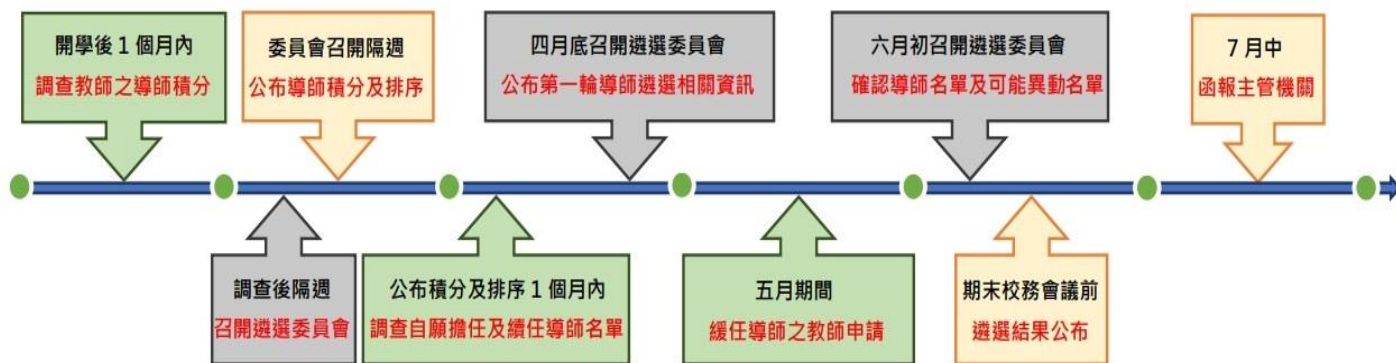 開學後 1 個月內
調查教師之導師積分
委員會召開隔週
公布導師積分及排序
四月底召開遴選委員會
公布第一輪導師遴選相關資訊
六月初召開遴選委員會
確認導師名單及可能異動名單
7 月中
函報主管機關
調查後隔週
召開遴選委員會
公布積分及排序 1 個月內
調查自願擔任及續任導師名單
五月期間
緩任導師之教師申請
期末校務會議前
遴選結果公布